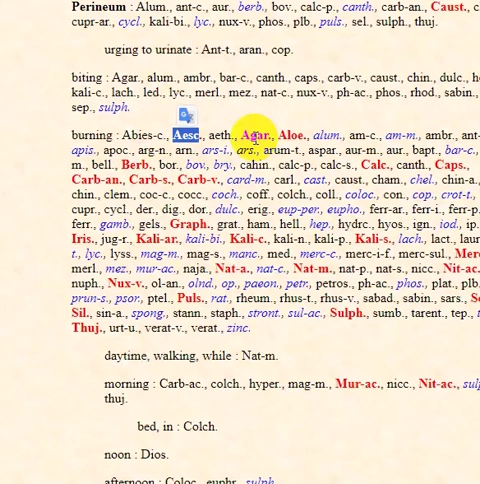 Perineum : Alum., ant-c., aur., berb., bov., calc-p., canth., carb-an., Caust.,
cupr-ar., cycl., kali-bi., lyc., nux-v., phos., plb., puls., sel., sulph., thuj.
urging to urinate : Ant-t., aran., cop.
biting : Agar., alum., ambr., bar-c., canth., caps., carb-v., caust., chin., dulc.,
kali-c., lach., led., lyc., merl., mez., nat-c., nux-v., ph-ac., phos., rhod., sabin.,
sep., sulph.
burning : Abies-c., Aesc., aeth., Agar., Aloe., alum., am-c., am-m., ambr.,
apis., apoc., arg-n., arn., ars-i., ars., arum-t., aspar., aur-m., aur., bapt., bar-c.,
m., bell., Berb., bor., bov., bry., cahin., calc-p., calc-s., Calc., canth., Caps.,
Carb-an., Carb-s., Carb-v., card-m., carl., cast., caust., cham., chel., chin-a.,
chin., clem., coc-c., cocc., coch., coff., colch., coll., coloc., con., cop., crot-t.,
cupr., cycl., der., dig., dor., dulc., erig., eup-per., eupho., ferr-ar., ferr-i., ferr-p.
ferr., gamb., gels., Graph., grat., ham., hell., hep., hydrc., hyos., ign., iod., ip.
Iris., jug-r., Kali-ar., kali-bi., Kali-c., kali-n., kali-p., Kali-s., lach., lact.,
t., lyc., lyss., mag-m., mag-s., manc., med., merc-c., merc-i-f., merc-sul.,
merl., mez., mur-ac., naja., Nat-a., nat-c., Nat-m., nat-p., nat-s., nicc., Nit-ac.
nuph., Nux-v., ol-an., olnd., op., paeon., petr., petros., ph-ac., phos., plat., plb.
prun-s., psor., ptel., Puls., rat., rheum., rhus-t., rhus-v., sabad., sabin., sars.,
Sil., sin-a., spong., stann., staph., stront., sul-ac., Sulph., sumb., tarent., tep.,
Thuj., urt-u., verat-v., verat., zinc.
daytime, walking, while : Nat-m.
morning : Carb-ac., colch., hyper., mag-m., Mur-ac., nicc., Nit-ac.,
thuj.
bed, in : Colch.
noon : Dios.
afternoon : Coloc., euphr., sulph.